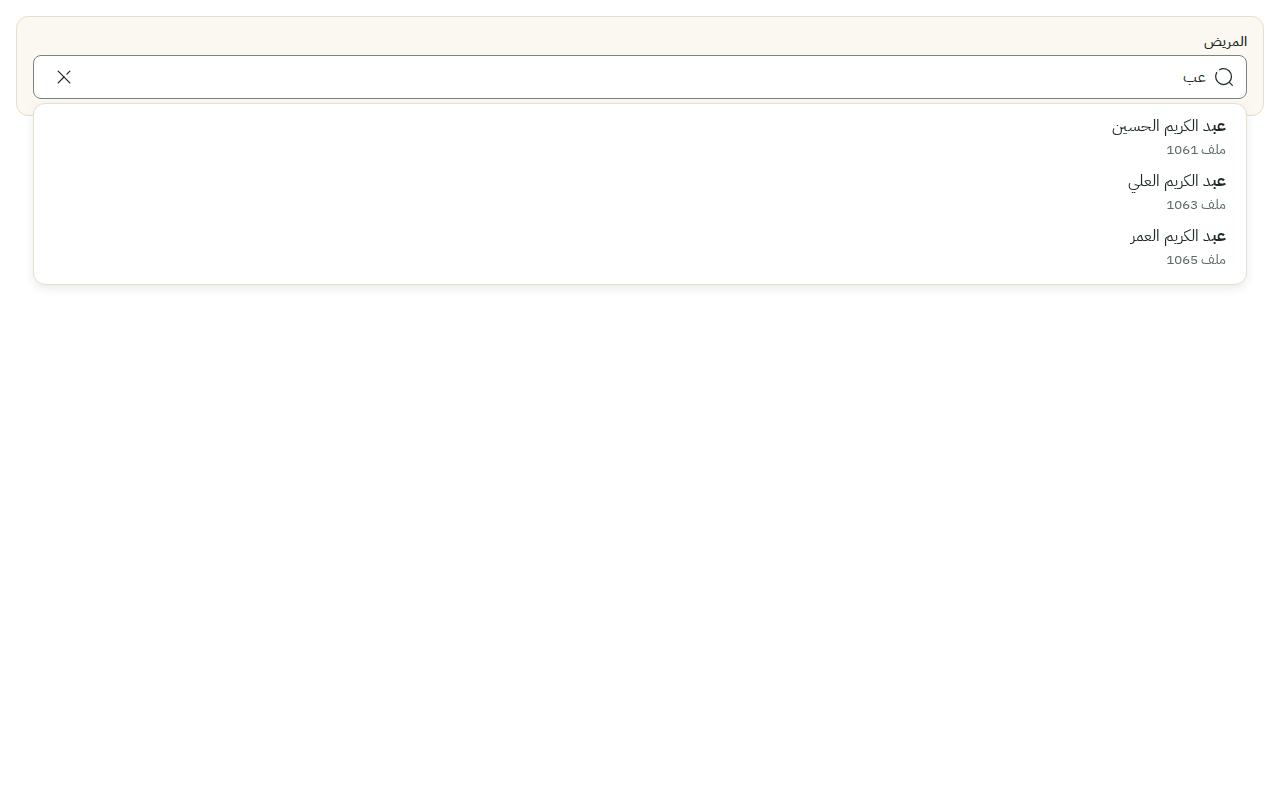 المريض
عب
عبد الكريم الحسين
ملف 1061
عبد الكريم العلي
ملف 1063
عبد الكريم العمر
ملف 1065